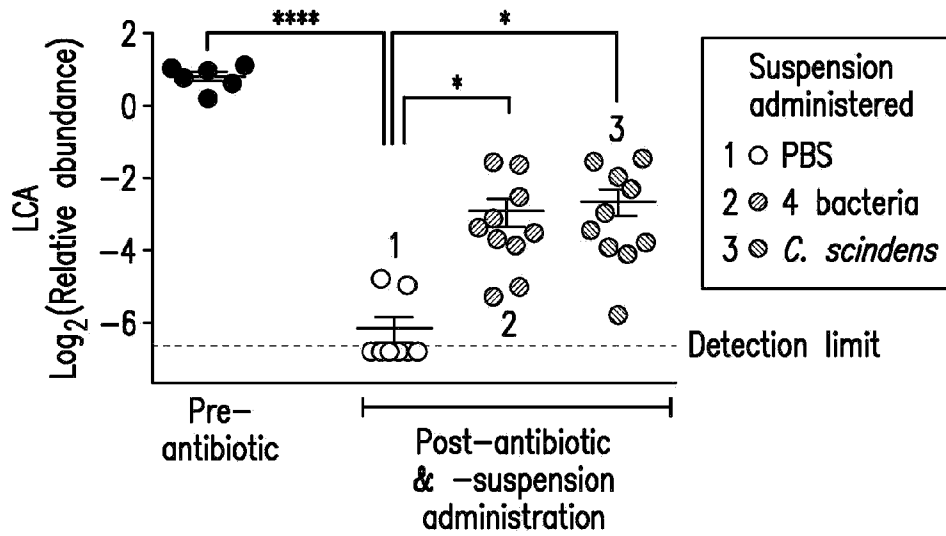 ****
*
*
2
0
-2
-4
-6
LCA
Log₂(Relative abundance)
1
2
3
Detection limit
Pre-
antibiotic
Post-antibiotic
& -suspension
administration
Suspension
administered
1 PBS
2 4 bacteria
3 C. scindens